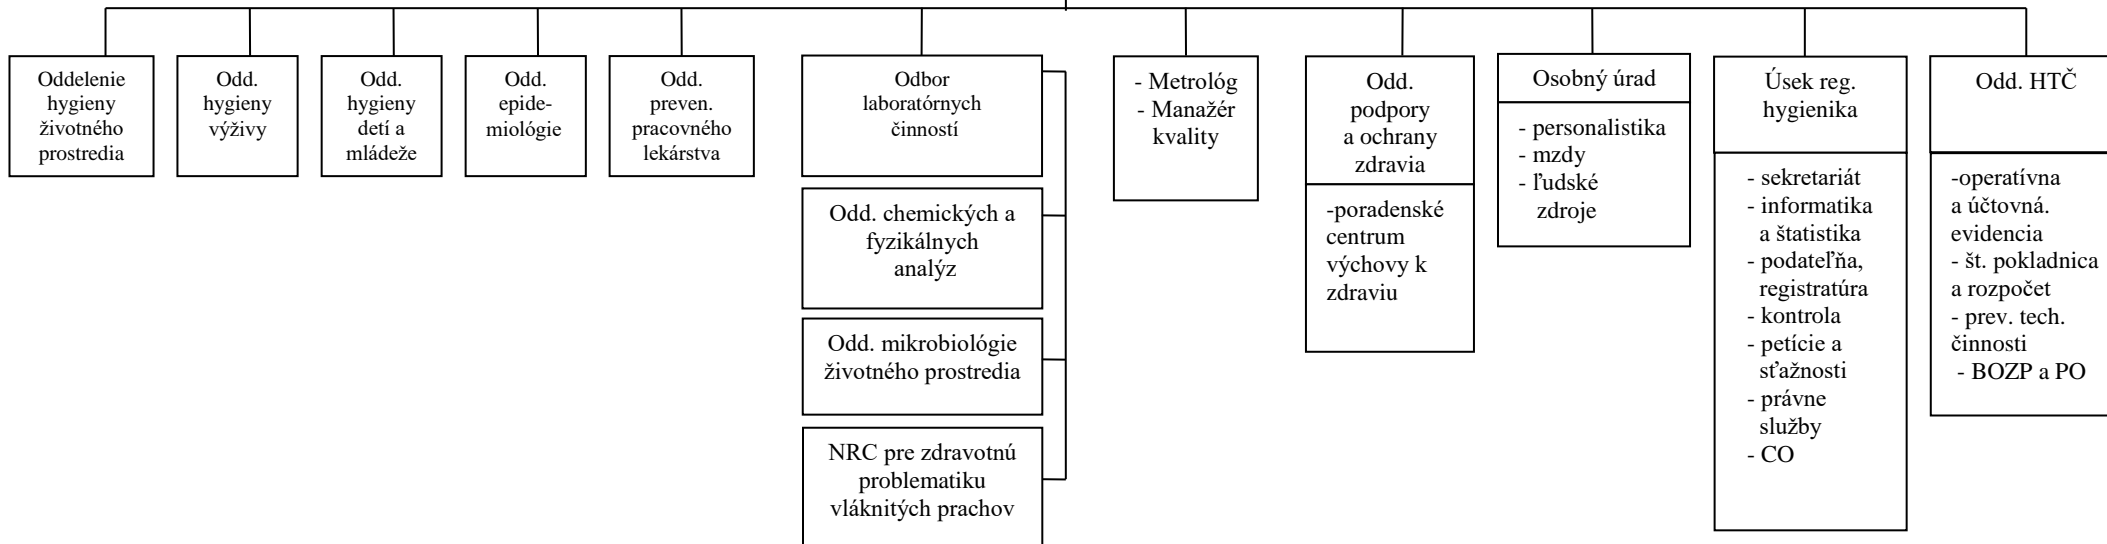 Oddelenie
hygieny
životného
prostredia
Odd.
hygieny
výživy
Odd.
hygieny
detí a
mládeže
Odd.
epide-
miológie
Odd.
preven.
pracovného
lekárstva
Odbor
laboratórnych
činností
Odd. chemických a
fyzikálnych
analýz
Odd. mikrobiológie
životného prostredia
NRC pre zdravotnú
problematiku
vláknitých prachov
- Metrológ
- Manažér
kvality
Odd.
podpory
a ochrany
zdravia
-poradenské
centrum
výchovy k
zdraviu
Osobný úrad
- personalistika
- mzdy
- ľudské
zdroje
Úsek reg.
hygienika
- sekretariát
- informatika
a štatistika
- podateľňa,
registratúra
- kontrola
- petície a
sťažnosti
- právne
služby
- CO
Odd. HTČ
-operatívna
a účtovná.
evidencia
- št. pokladnica
a rozpočet
- prev. tech.
činnosti
- BOZP a PO